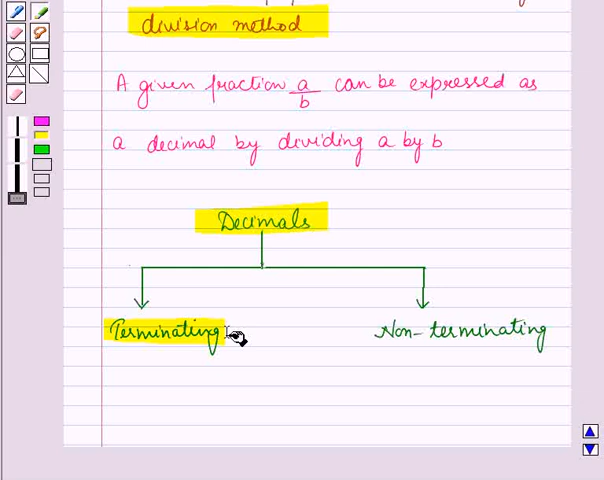 division method
A given fraction a/b can be expressed as
a decimal by dividing a by b
Decimals
Terminating
Non-terminating